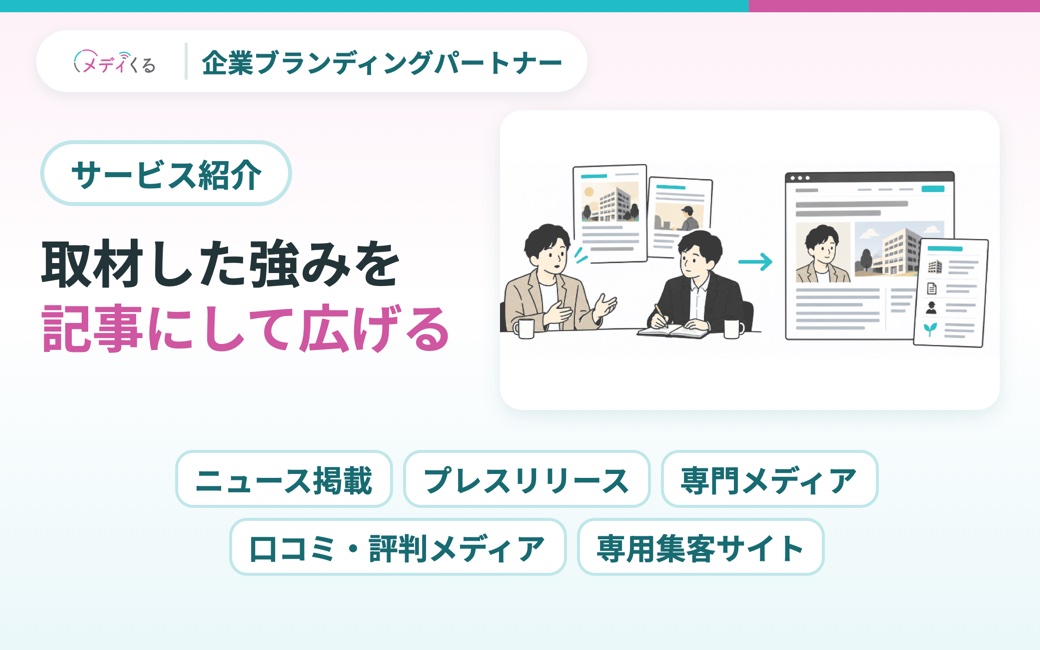 メディくる
企業ブランディングパートナー
サービス紹介
取材した強みを
記事にして広げる
ニュース掲載
プレスリリース
専門メディア
口コミ・評判メディア
専用集客サイト